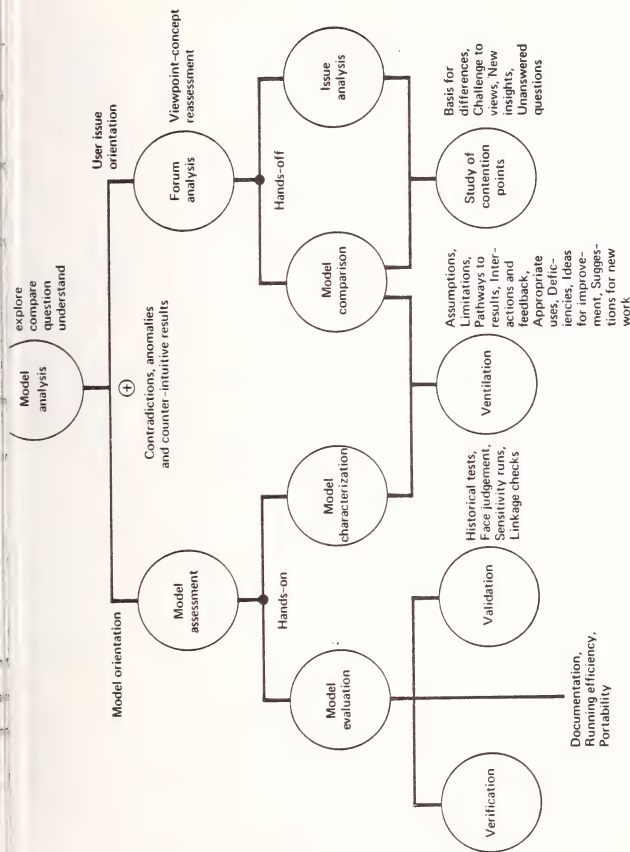 Model
analysis
explore
compare
question
understand
Model orientation
User issue
orientation
Contradictions, anomalies
and counter-intuitive results
Model
assessment
Forum
analysis
Viewpoint-concept
reassessment
Hands-on
Hands-off
Model
evaluation
Model
characterization
Model
comparison
Issue
analysis
Verification
Validation
Historical tests,
Face judgement,
Sensitivity runs,
Linkage checks
Ventilation
Assumptions,
Limitations,
Pathways to
results, Inter-
actions and
feedback,
Appropriate
uses, Defic-
iencies, Ideas
for improve-
ment, Sugges-
tions for new
work
Study of
contention
points
Basis for
differences,
Challenge to
views, New
insights,
Unanswered
questions
Documentation,
Running efficiency,
Portability